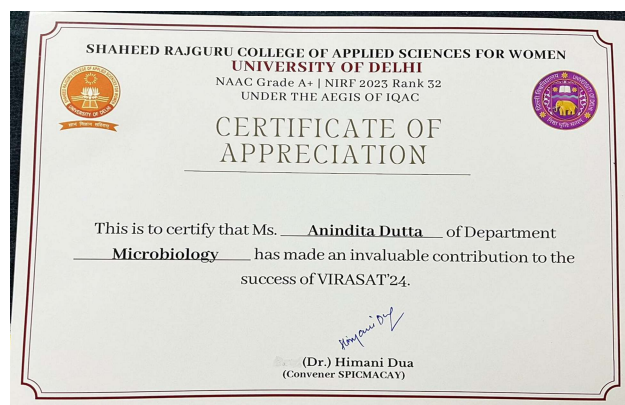 SHAHEED RAJGURU COLLEGE OF APPLIED SCIENCES FOR WOMEN
UNIVERSITY OF DELHI
NAAC Grade A+ | NIRF 2023 Rank 32
UNDER THE AEGIS OF IQAC
CERTIFICATE OF
APPRECIATION
This is to certify that Ms. Anindita Dutta of Department
Microbiology has made an invaluable contribution to the
success of VIRASAT'24.
Himani Dua
(Dr.) Himani Dua
(Convener SPICMACAY)